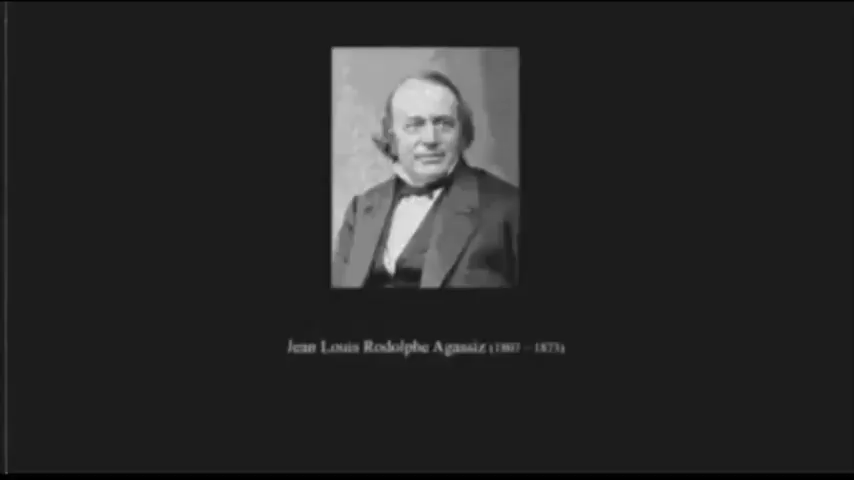 Jean Louis Rodolphe Agassiz (1807 – 1873)